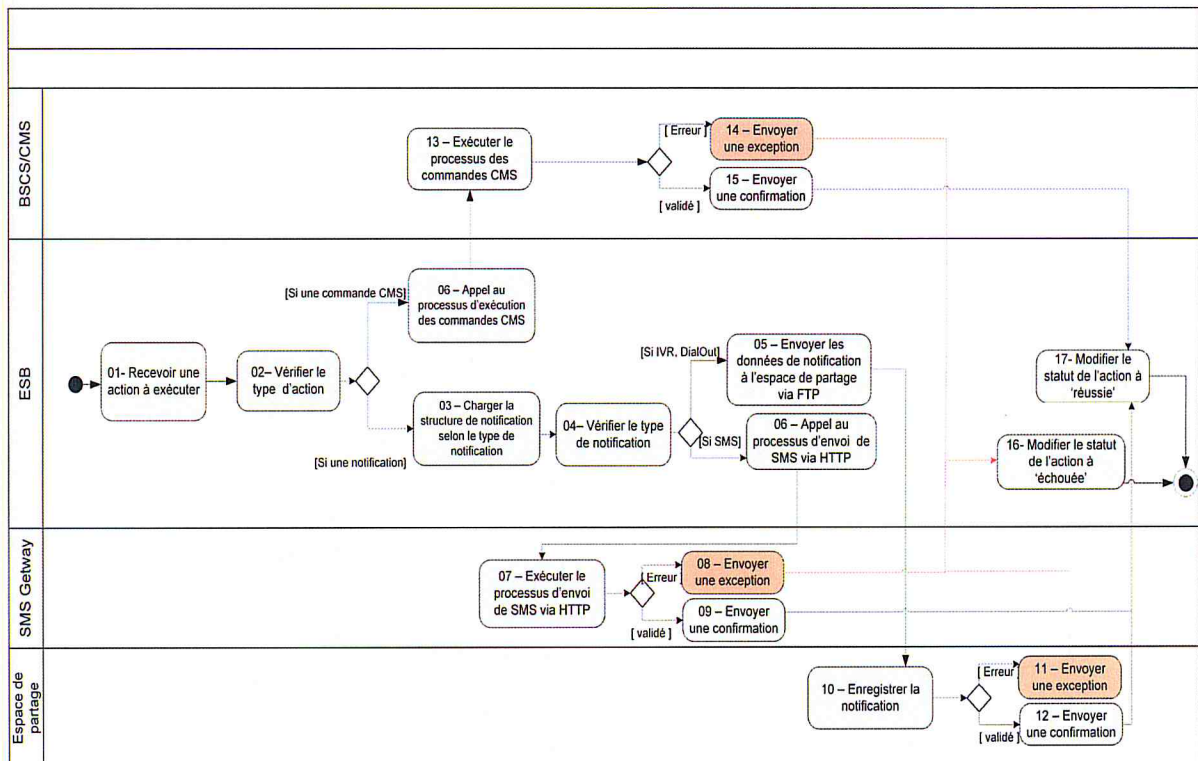 BSCS/CMS
13 – Exécuter le
processus des
commandes CMS
[ Erreur ]
14 – Envoyer
une exception
15 – Envoyer
une confirmation
[ validé ]
ESB
01- Recevoir une
action à exécuter
02– Vérifier le
type d'action
[Si une commande CMS]
06 – Appel au
processus d'exécution
des commandes CMS
[Si une notification]
03 – Charger la
structure de notification
selon le type de
notification
04– Vérifier le type
de notification
[Si IVR, DialOut]
05 – Envoyer les
données de notification
à l'espace de partage
via FTP
[Si SMS]
06 – Appel au
processus d'envoi de
SMS via HTTP
17- Modifier le
statut de l'action à
'réussie'
16- Modifier le statut
de l'action à
'échouée'
SMS Getway
07 – Exécuter le
processus d'envoi
de SMS via HTTP
[ Erreur ]
08 – Envoyer
une exception
09 – Envoyer
une confirmation
[ validé ]
Espace de
partage
10 – Enregistrer la
notification
[ Erreur ]
11 – Envoyer
une exception
12 – Envoyer
une confirmation
[ validé ]